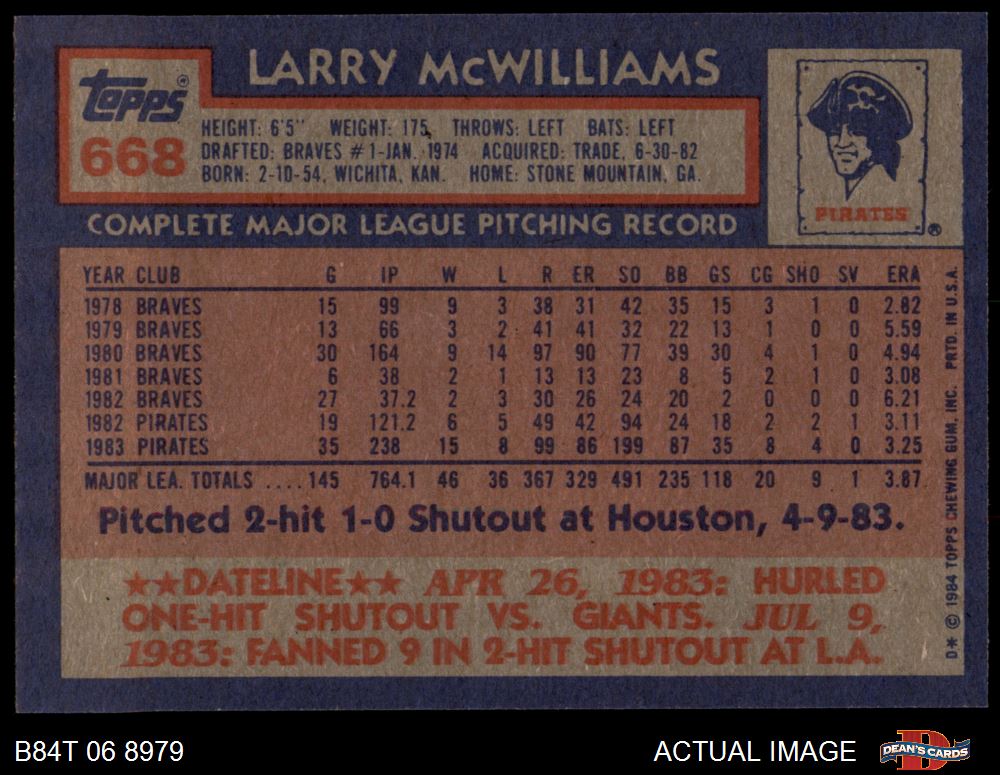 LARRY McWILLIAMS
Topps®
668
HEIGHT: 6'5" WEIGHT: 175 THROWS: LEFT BATS: LEFT
DRAFTED: BRAVES #1-JAN. 1974 ACQUIRED: TRADE, 6-30-82
BORN: 2-10-54, WICHITA, KAN. HOME: STONE MOUNTAIN, GA.
PIRATES
®
COMPLETE MAJOR LEAGUE PITCHING RECORD
YEAR CLUB G IP W L R ER SO BB GS CG SHO SV ERA
1978 BRAVES 15 99 9 3 38 31 42 35 15 3 1 0 2.82
1979 BRAVES 13 66 3 2 41 41 32 22 13 1 0 0 5.59
1980 BRAVES 30 164 9 14 97 90 77 39 30 4 1 0 4.94
1981 BRAVES 6 38 2 1 13 13 23 8 5 2 1 0 3.08
1982 BRAVES 27 37.2 2 3 30 26 24 20 2 0 0 0 6.21
1982 PIRATES 19 121.2 6 5 49 42 94 24 18 2 2 1 3.11
1983 PIRATES 35 238 15 8 99 86 199 87 35 8 4 0 3.25
MAJOR LEA. TOTALS ....145 764.1 46 36 367 329 491 235 118 20 9 1 3.87
Pitched 2-hit 1-0 Shutout at Houston, 4-9-83.
★★DATELINE★★ APR 26, 1983: HURLED
ONE-HIT SHUTOUT VS. GIANTS. JUL 9,
1983: FANNED 9 IN 2-HIT SHUTOUT AT L.A.
D* © 1984 TOPPS CHEWING GUM, INC. PRTD. IN U.S.A.
B84T 06 8979
ACTUAL IMAGE
D
DEAN'S CARDS